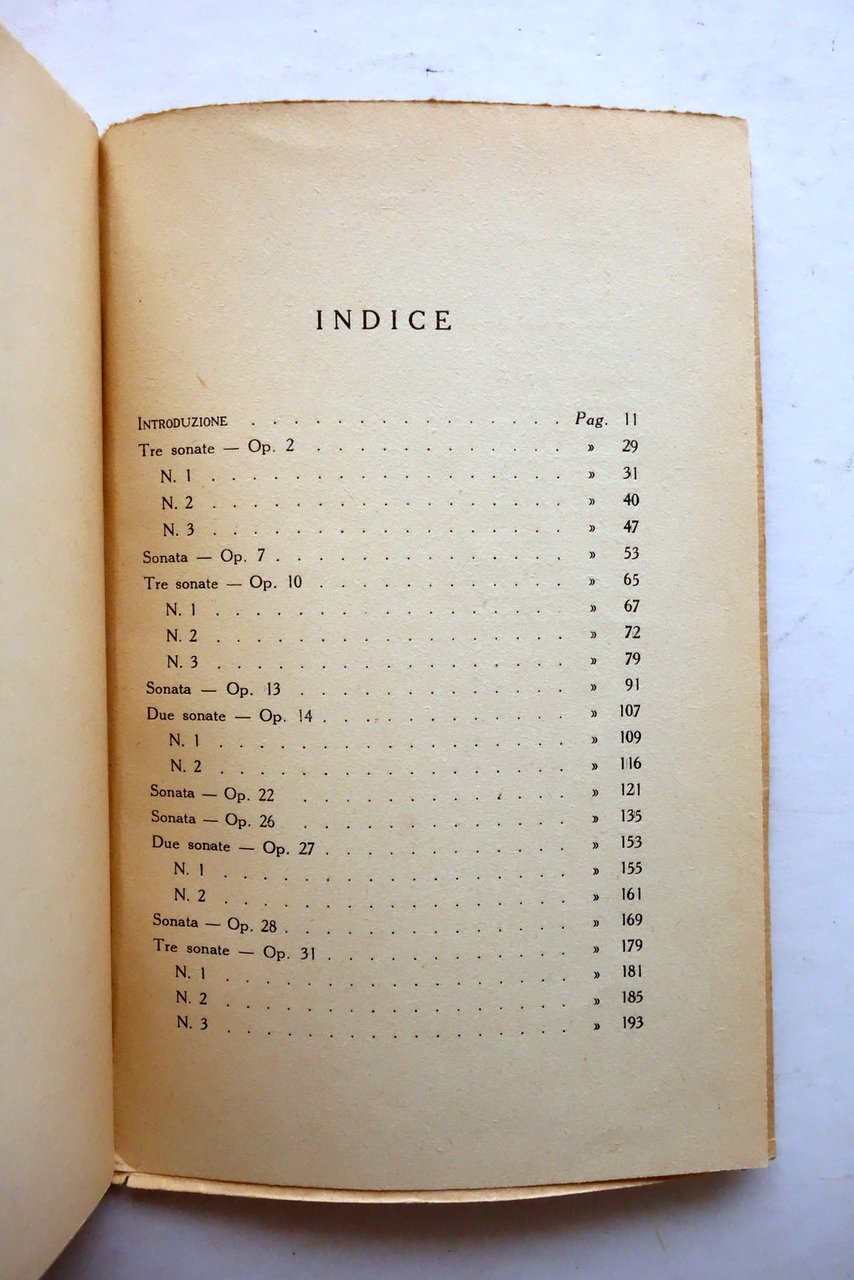 INDICE
INTRODUZIONE . . . . . . . . . . . . . . Pag. 11
Tre sonate — Op. 2 . . . . . . . . . . . » 29
N. 1 . . . . . . . . . . . . . . . . » 31
N. 2 . . . . . . . . . . . . . . . . » 40
N. 3 . . . . . . . . . . . . . . . . » 47
Sonata — Op. 7 . . . . . . . . . . . . . » 53
Tre sonate — Op. 10 . . . . . . . . . . . » 65
N. 1 . . . . . . . . . . . . . . . » 67
N. 2 . . . . . . . . . . . . . . . » 72
N. 3 . . . . . . . . . . . . . . . » 79
Sonata — Op. 13 . . . . . . . . . . . . » 91
Due sonate — Op. 14 . . . . . . . . . . . » 107
N. 1 . . . . . . . . . . . . . . . » 109
N. 2 . . . . . . . . . . . . . . . » 116
Sonata — Op. 22 . . . . . . . . . . . . » 121
Sonata — Op. 26 . . . . . . . . . . . . » 135
Due sonate — Op. 27 . . . . . . . . . . . » 153
N. 1 . . . . . . . . . . . . . . . » 155
N. 2 . . . . . . . . . . . . . . . » 161
Sonata — Op. 28 . . . . . . . . . . . . . » 169
Tre sonate — Op. 31 . . . . . . . . . . . » 179
N. 1 . . . . . . . . . . . . . . . » 181
N. 2 . . . . . . . . . . . . . . . » 185
N. 3 . . . . . . . . . . . . . . . » 193